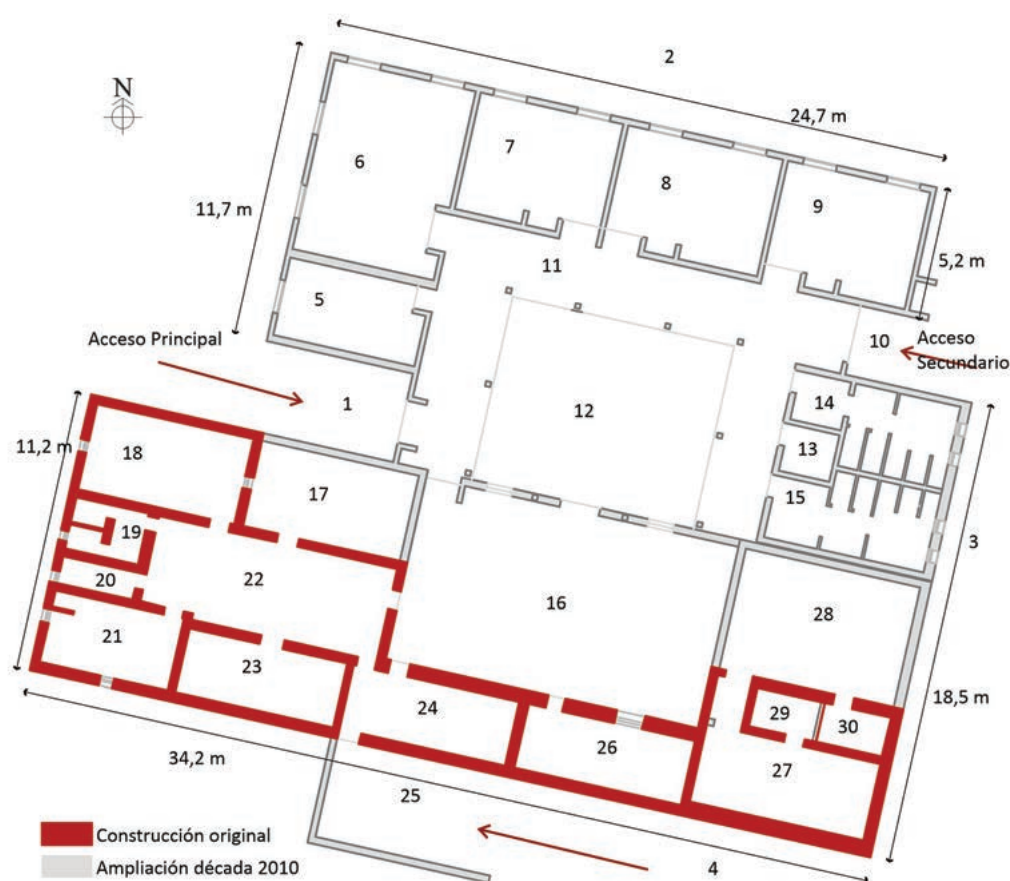 2
N
24,7 m
6
7
8
9
11,7 m
5,2 m
11
5
10
Acceso
Secundario
Acceso Principal
1
12
14
13
11,2 m
18
17
15
3
19
16
20
22
28
21
23
24
29
30
18,5 m
26
27
34,2 m
25
4
Construcción original
Ampliación década 2010